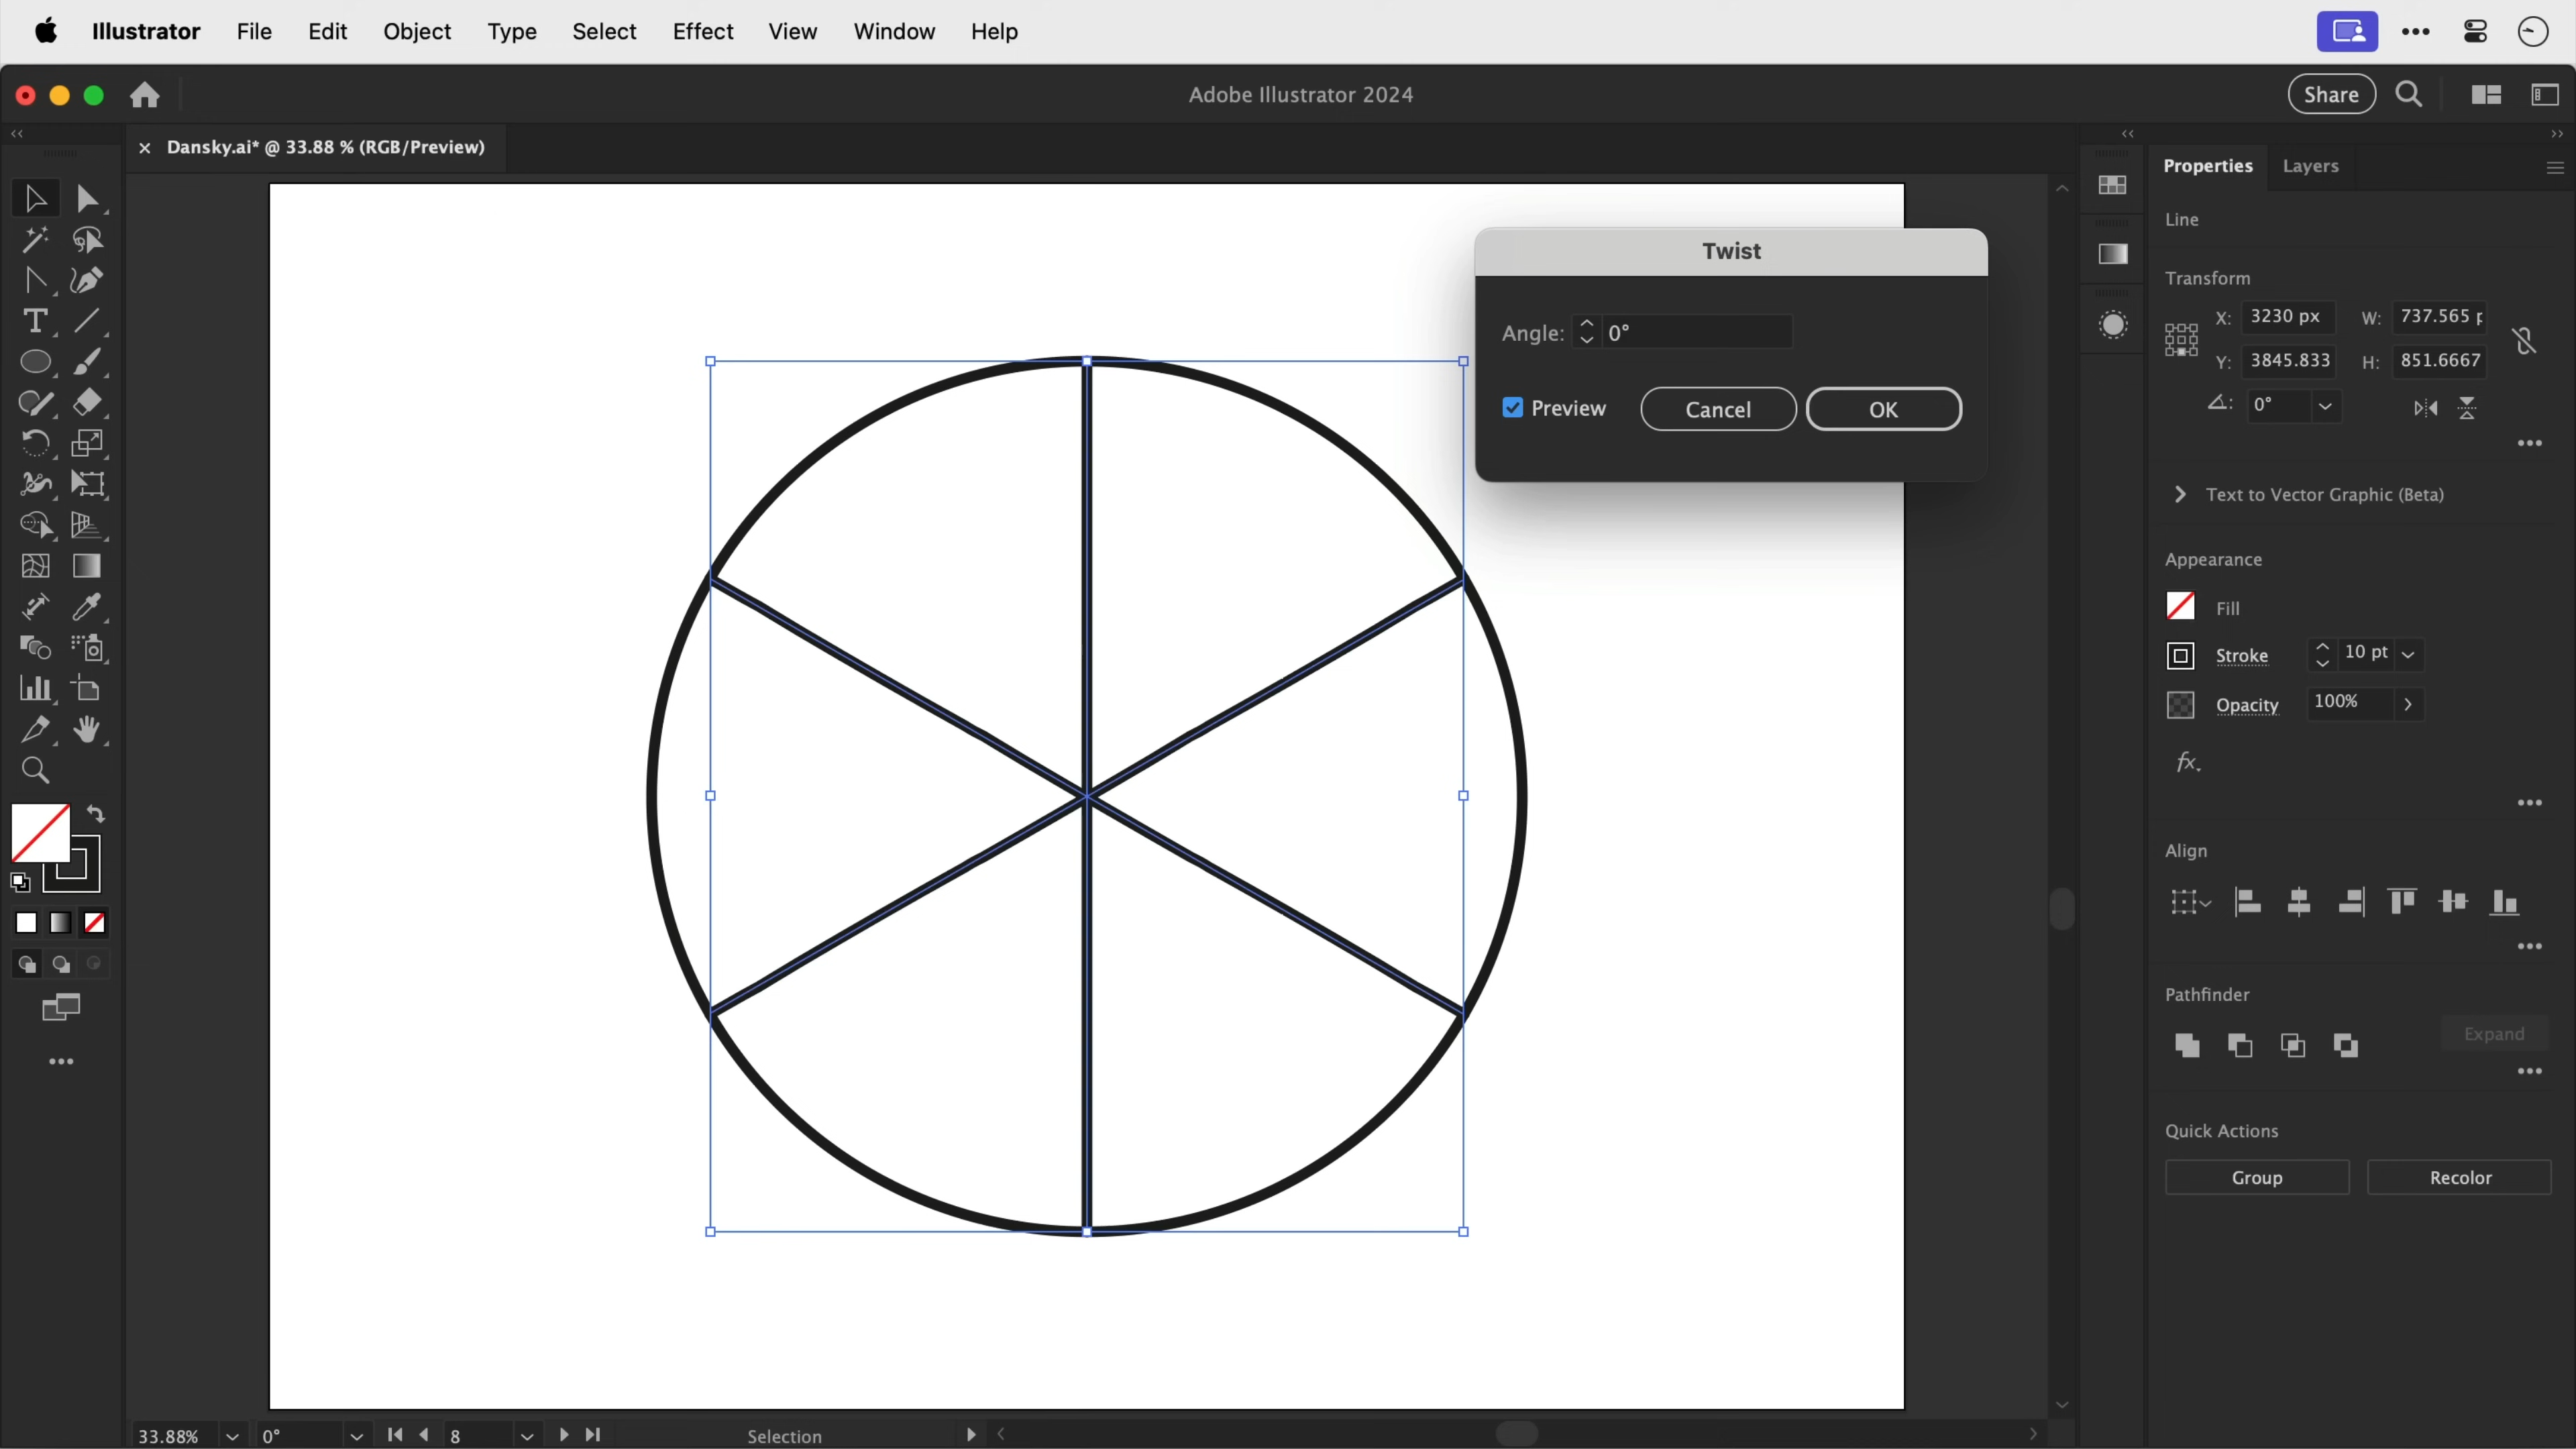 Illustrator File Edit Object Type Select Effect View Window Help
Adobe Illustrator 2024
Share
Dansky.ai* @ 33.88 % (RGB/Preview)
Properties Layers
Line
Transform
X: 3230 px W: 737.565 p
Y: 3845.833 H: 851.6667
0°
Text to Vector Graphic (Beta)
Appearance
Fill
Stroke 10 pt
Opacity 100%
fx
Align
Pathfinder
Expand
Quick Actions
Group Recolor
Twist
Angle: 0°
Preview Cancel OK
33.88% 0° 8 Selection